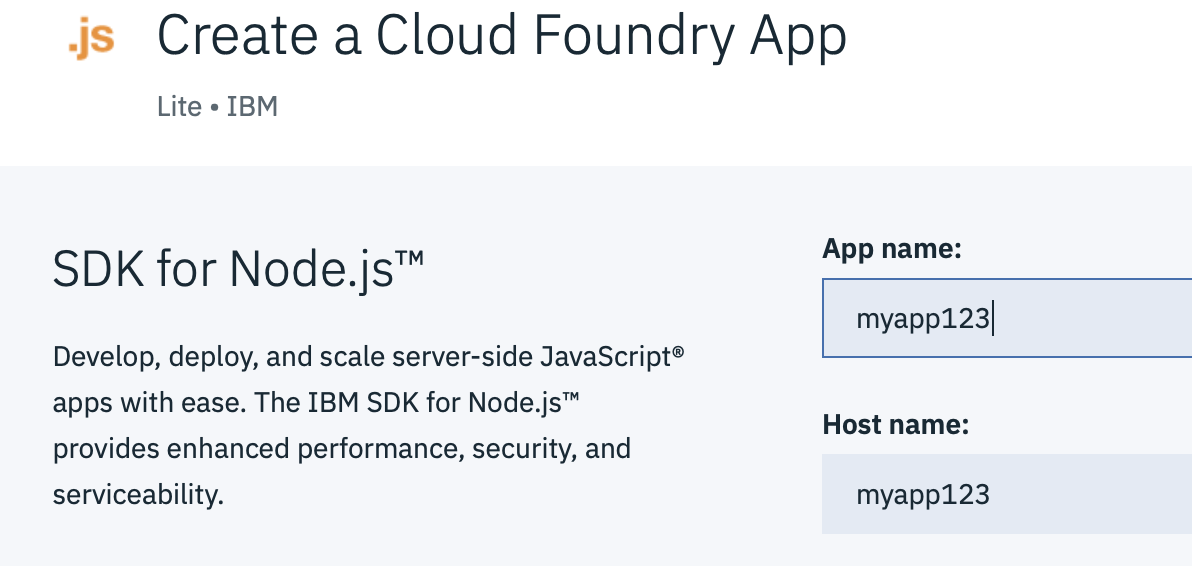 .js
Create a Cloud Foundry App
Lite • IBM
SDK for Node.js™
Develop, deploy, and scale server-side JavaScript®
apps with ease. The IBM SDK for Node.js™
provides enhanced performance, security, and
serviceability.
App name:
myapp123
Host name:
myapp123